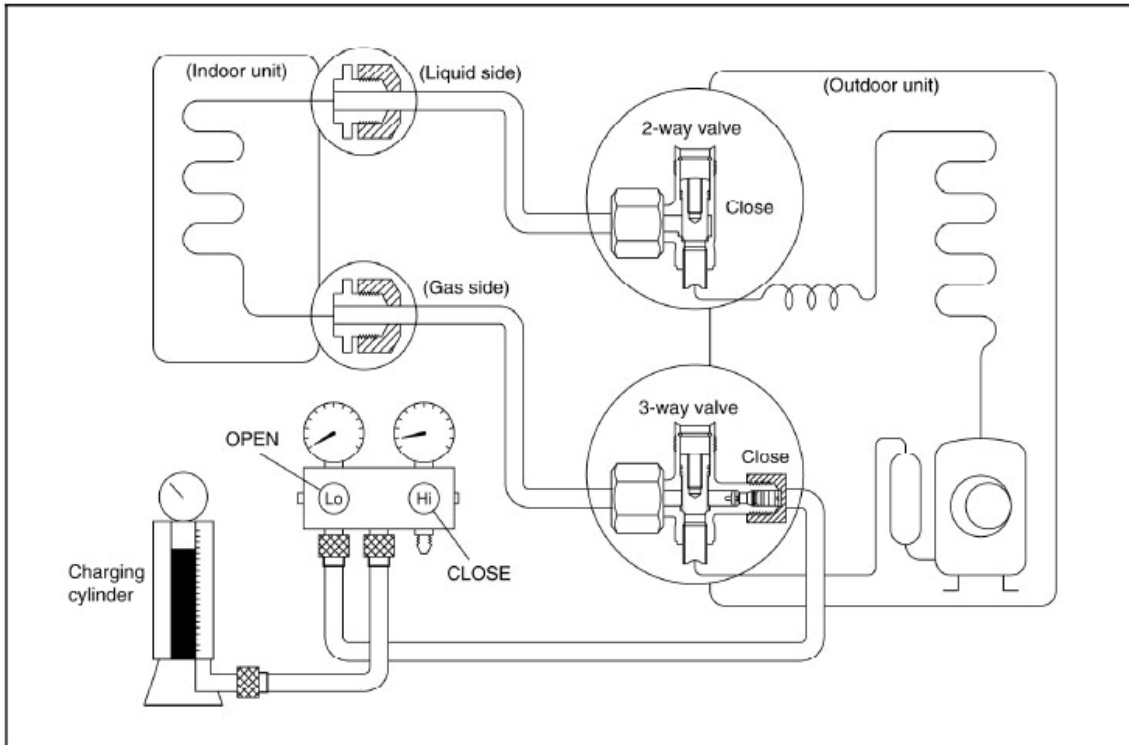 (Indoor unit)
(Liquid side)
(Outdoor unit)
2-way valve
Close
(Gas side)
3-way valve
Close
OPEN
Lo
Hi
CLOSE
Charging
cylinder